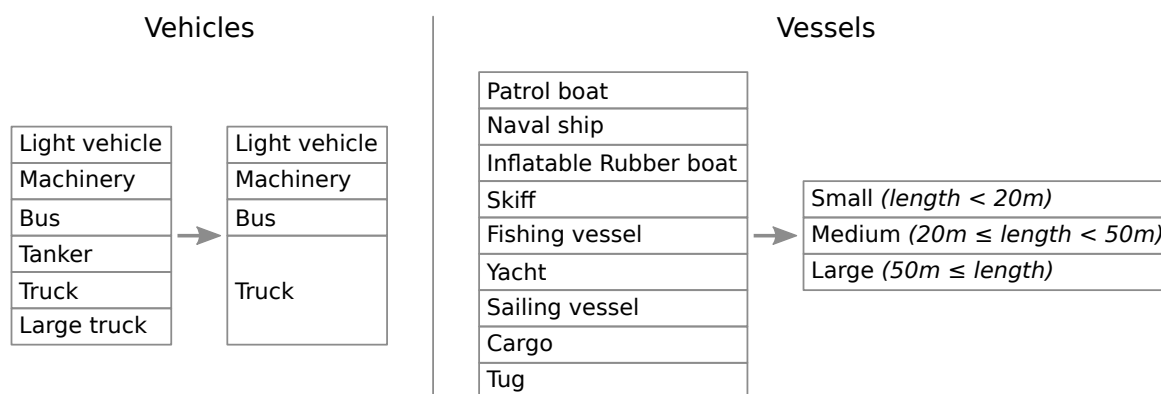 Vehicles
Light vehicle
Machinery
Bus
Tanker
Truck
Large truck
Light vehicle
Machinery
Bus
Truck
Vessels
Patrol boat
Naval ship
Inflatable Rubber boat
Skiff
Fishing vessel
Yacht
Sailing vessel
Cargo
Tug
Small (length < 20m)
Medium (20m ≤ length < 50m)
Large (50m ≤ length)